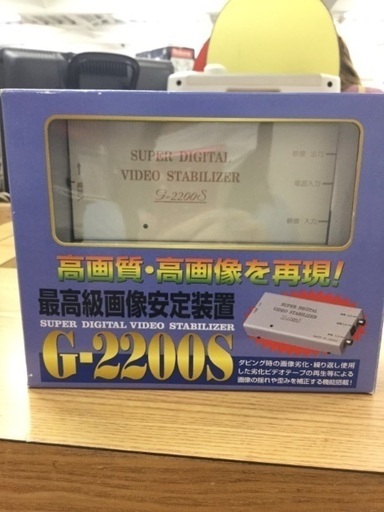 SUPER DIGITAL
VIDEO STABILIZER
G-2200S
高画質・高画像を再現!
最高級画像安定装置
SUPER DIGITAL VIDEO STABILIZER
G-2200S
SUPER DIGITAL
VIDEO STABILIZER
ダビング時の画像劣化・繰り返し使用
した劣化ビデオテープの再生等による
画像の揺れや歪みを補正する機能搭載!